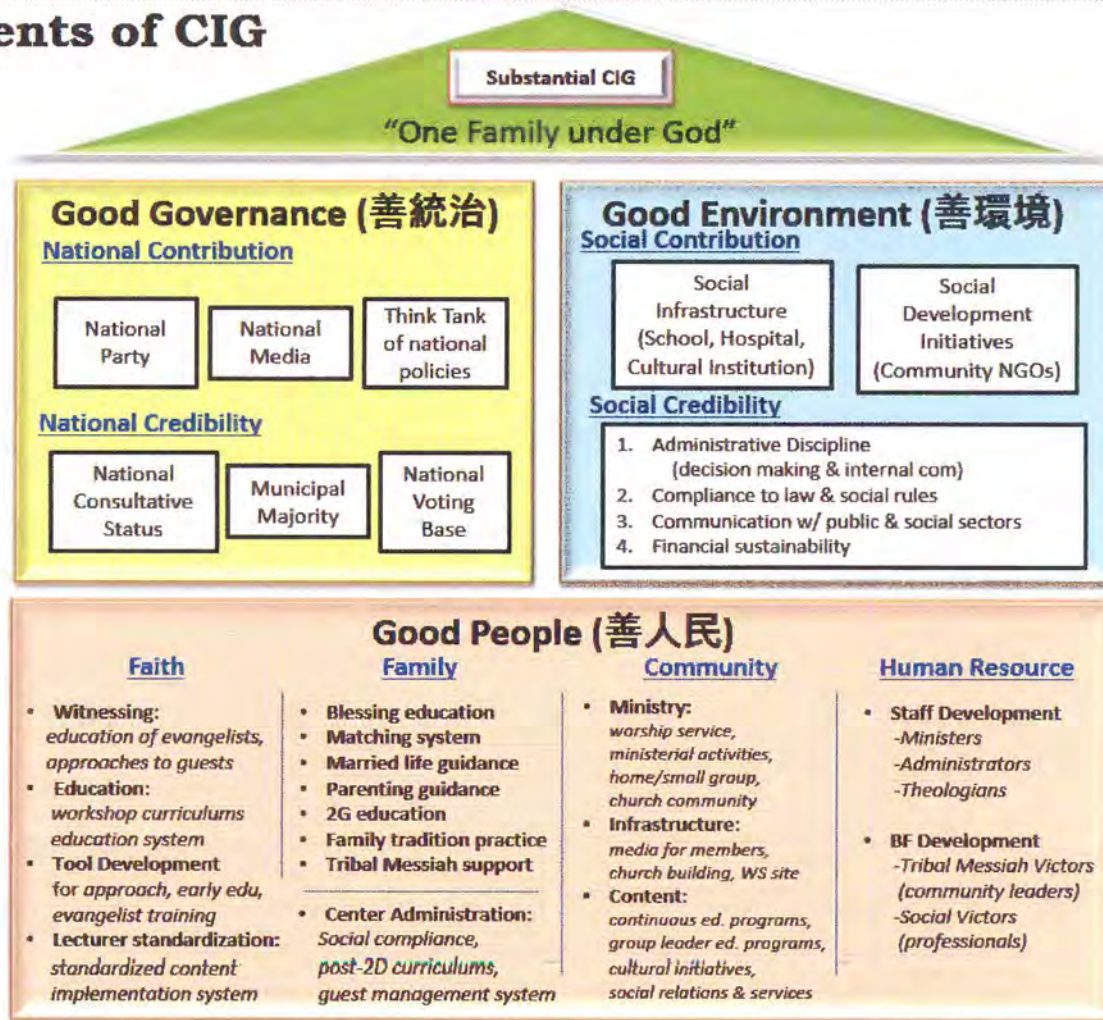 ents of CIG
Substantial CIG
"One Family under God"
Good Governance (善統治)
National Contribution
National
Party
National
Media
Think Tank
of national
policies
National Credibility
National
Consultative
Status
Municipal
Majority
National
Voting
Base
Good Environment (善環境)
Social Contribution
Social
Infrastructure
(School, Hospital,
Cultural Institution)
Social
Development
Initiatives
(Community NGOs)
Social Credibility
1. Administrative Discipline
(decision making & internal com)
2. Compliance to law & social rules
3. Communication w/ public & social sectors
4. Financial sustainability
Good People (善人民)
Faith
• Witnessing:
education of evangelists,
approaches to guests
• Education:
workshop curriculums
education system
• Tool Development
for approach, early edu,
evangelist training
• Lecturer standardization:
standardized content
implementation system
Family
• Blessing education
• Matching system
• Married life guidance
• Parenting guidance
• 2G education
• Family tradition practice
• Tribal Messiah support
• Center Administration:
Social compliance,
post-2D curriculums,
guest management system
Community
• Ministry:
worship service,
ministerial activities,
home/small group,
church community
• Infrastructure:
media for members,
church building, WS site
• Content:
continuous ed. programs,
group leader ed. programs,
cultural initiatives,
social relations & services
Human Resource
• Staff Development
-Ministers
-Administrators
-Theologians
• BF Development
-Tribal Messiah Victors
(community leaders)
-Social Victors
(professionals)